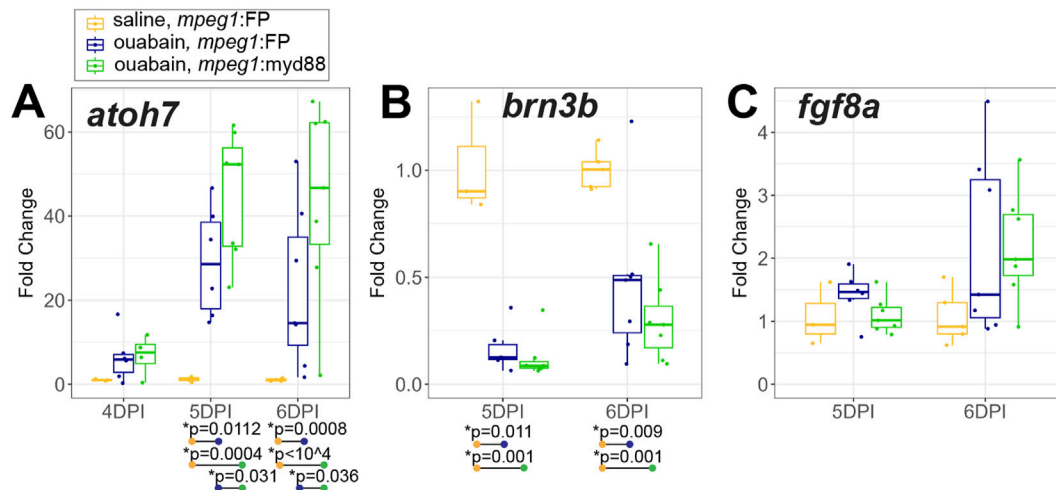 saline, mpeg1:FP
ouabain, mpeg1:FP
ouabain, mpeg1:myd88
A
atoh7
Fold Change
60
40
20
0
4DPI
5DPI
6DPI
*p=0.0112
*p=0.0008
*p=0.0004
*p<10^4
*p=0.031
*p=0.036
B
brn3b
Fold Change
1.0
0.5
0.0
5DPI
6DPI
*p=0.011
*p=0.009
*p=0.001
*p=0.001
C
fgf8a
Fold Change
4
3
2
1
0
5DPI
6DPI